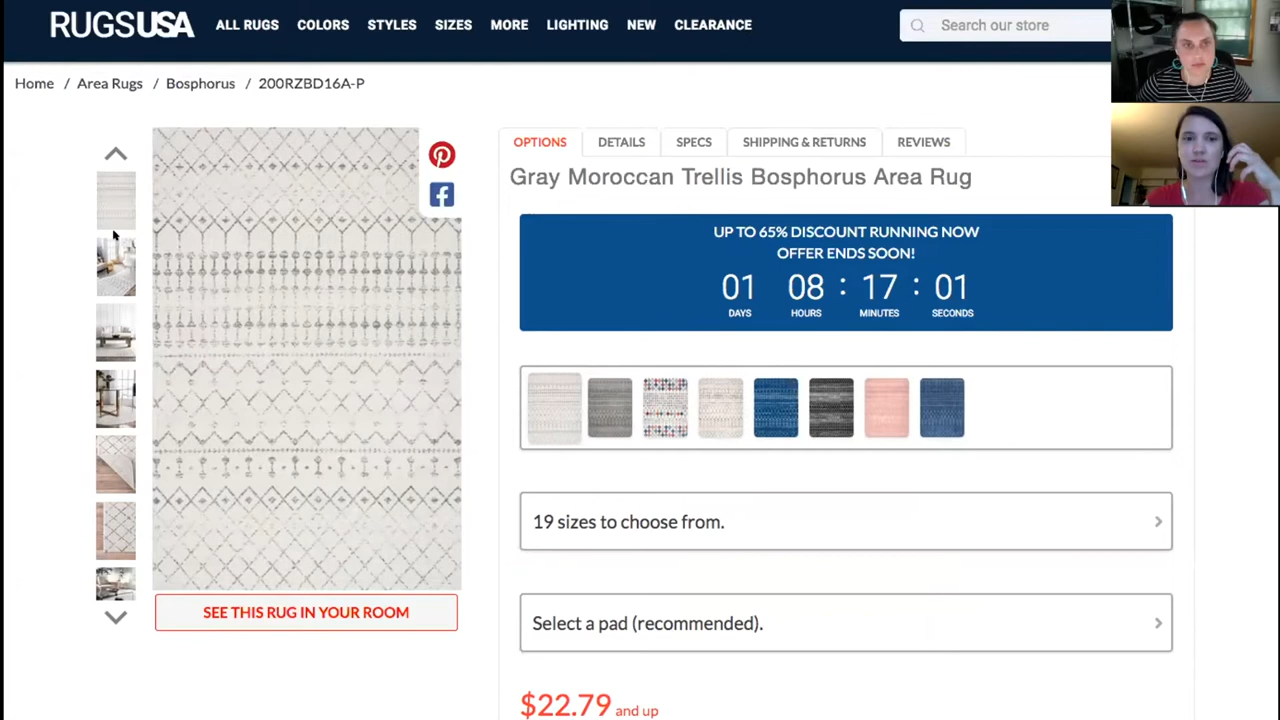 RUGSUSA
ALL RUGS COLORS STYLES SIZES MORE LIGHTING NEW CLEARANCE
Search our store
Home / Area Rugs / Bosphorus / 200RZBD16A-P
OPTIONS DETAILS SPECS SHIPPING & RETURNS REVIEWS
Gray Moroccan Trellis Bosphorus Area Rug
UP TO 65% DISCOUNT RUNNING NOW
OFFER ENDS SOON!
01 08 : 17 : 01
DAYS HOURS MINUTES SECONDS
19 sizes to choose from.
SEE THIS RUG IN YOUR ROOM
Select a pad (recommended).
$22.79 and up